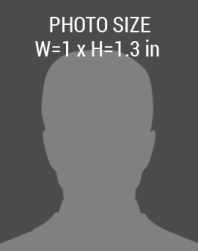 PHOTO SIZE
W=1 x H=1.3 in